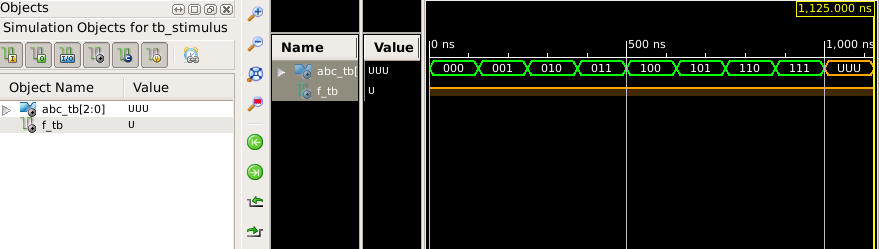 Objects
Simulation Objects for tb_stimulus
Object Name Value
abc_tb[2:0] UUU
f_tb U
Name Value
abc_tb[ UUU
f_tb U
1,125.000 ns
0 ns 500 ns 1,000 ns
000 001 010 011 100 101 110 111 UUU